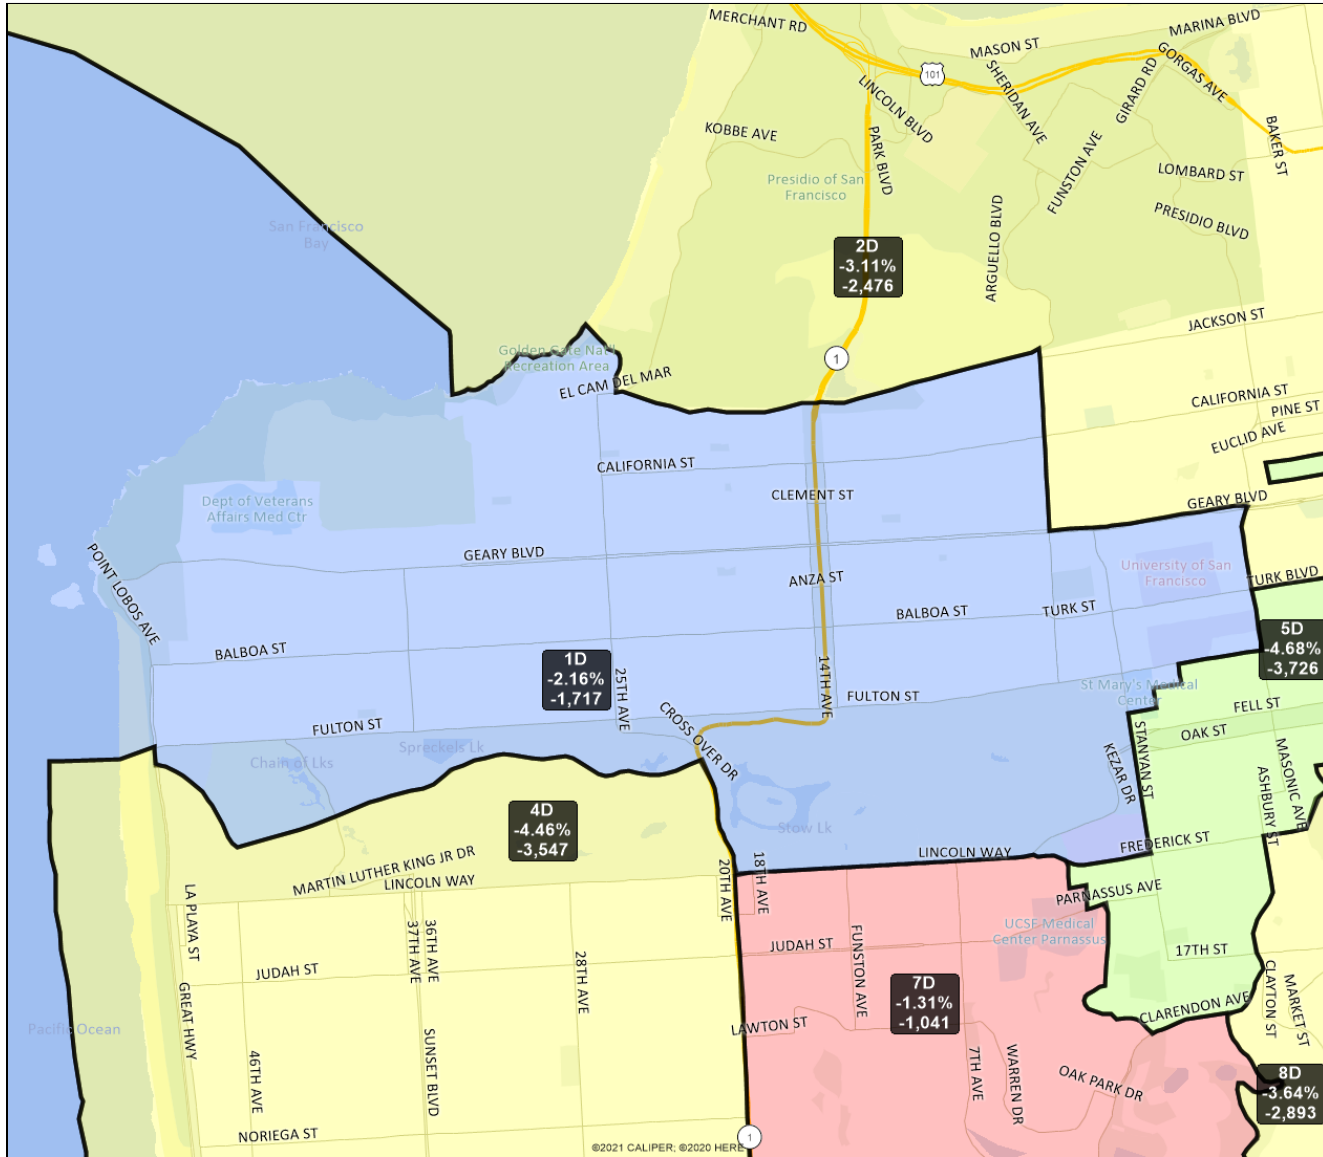 MERCHANT RD
MARINA BLVD
MASON ST
101
GORGAS AVE
SHERIDAN AVE
GIRARD RD
LINCOLN BLVD
KOBBE AVE
PARK BLVD
FUNSTON AVE
BAKER ST
LOMBARD ST
Presidio of San
Francisco
ARGUELLO BLVD
PRESIDIO BLVD
San Francisco
Bay
2D
-3.11%
-2,476
JACKSON ST
1
Golden Gate Nat'l
Recreation Area
EL CAM DEL MAR
CALIFORNIA ST
PINE ST
EUCLID AVE
CALIFORNIA ST
CLEMENT ST
GEARY BLVD
Dept of Veterans
Affairs Med Ctr
POINT LOBOS AVE
GEARY BLVD
ANZA ST
University of San
Francisco
TURK BLVD
BALBOA ST
TURK ST
BALBOA ST
5D
-4.68%
-3,726
1D
-2.16%
-1,717
25TH AVE
14TH AVE
FULTON ST
St Mary's Medical
Center
FELL ST
FULTON ST
CROSS OVER DR
STANYAN ST
OAK ST
Spreckels Lk
Chain of Lks
KEZAR DR
MASONIC AVE
ASHBURY ST
4D
-4.46%
-3,547
Stow Lk
FREDERICK ST
LINCOLN WAY
MARTIN LUTHER KING JR DR
LINCOLN WAY
20TH AVE
18TH AVE
PARNASSUS AVE
LA PLAYA ST
37TH AVE
36TH AVE
28TH AVE
FUNSTON AVE
UCSF Medical
Center Parnassus
JUDAH ST
17TH ST
JUDAH ST
7D
-1.31%
-1,041
CLAYTON ST
MARKET ST
GREAT HWY
CLARENDON AVE
Pacific Ocean
LAWTON ST
46TH AVE
SUNSET BLVD
7TH AVE
WARREN DR
OAK PARK DR
8D
-3.64%
-2,893
NORIEGA ST
1
©2021 CALIPER; ©2020 HERE